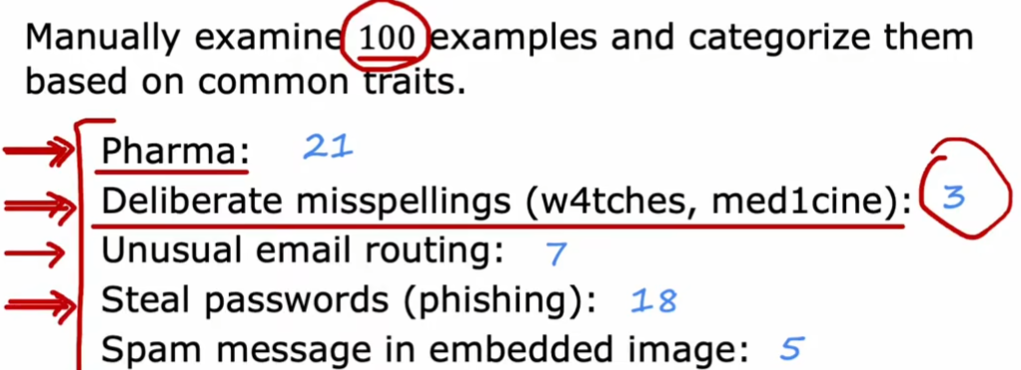 Manually examine 100 examples and categorize them
based on common traits.
Pharma: 21
Deliberate misspellings (w4tches, med1cine): 3
Unusual email routing: 7
Steal passwords (phishing): 18
Spam message in embedded image: 5